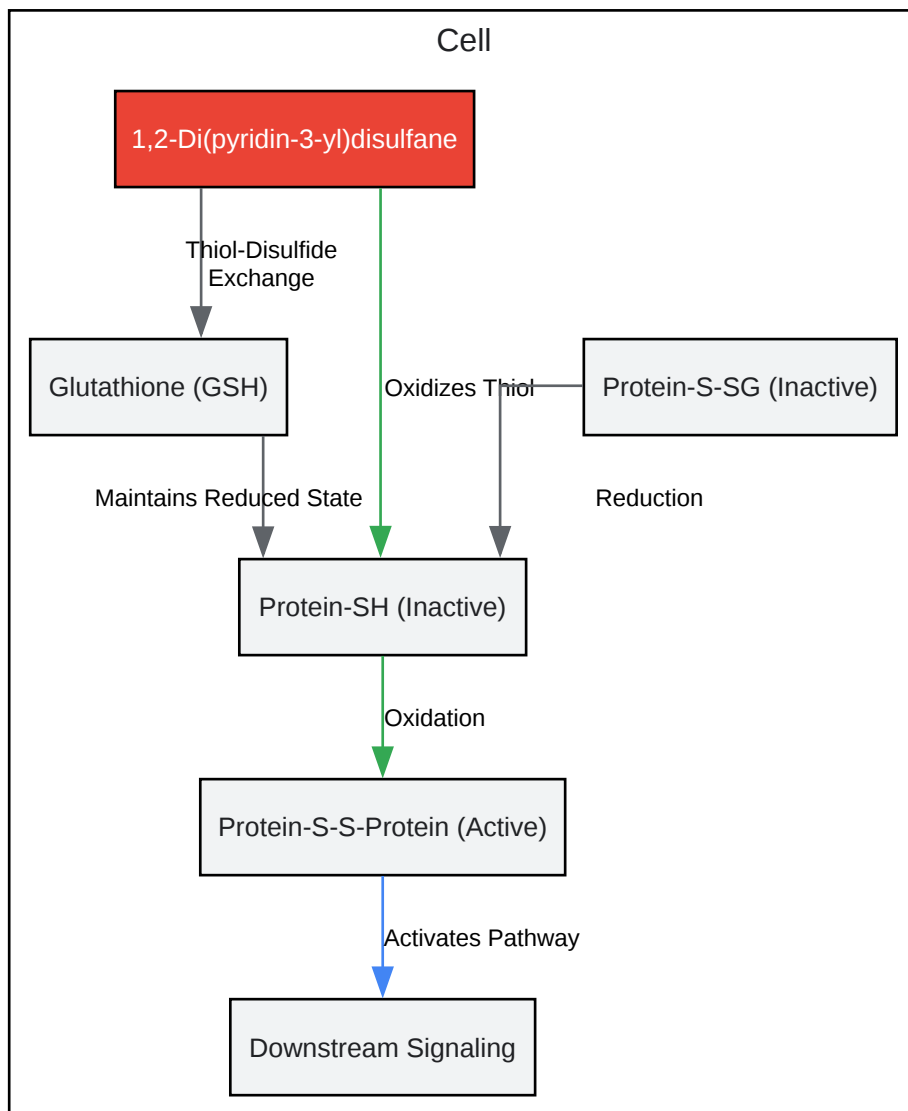 Cell
1,2-Di(pyridin-3-yl)disulfane
Thiol-Disulfide
Exchange
Glutathione (GSH)
Oxidizes Thiol
Protein-S-SG (Inactive)
Maintains Reduced State
Reduction
Protein-SH (Inactive)
Oxidation
Protein-S-S-Protein (Active)
Activates Pathway
Downstream Signaling